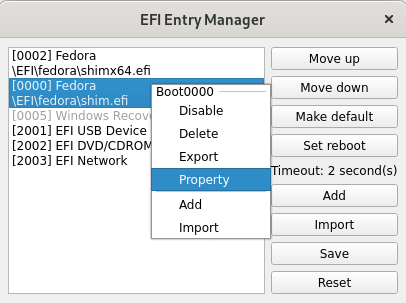 EFI Entry Manager
[0002] Fedora
\EFI\fedora\shimx64.efi
[0000] Fedora
\EFI\fedora\shim.efi
[0005] Windows Recove
[2001] EFI USB Device
[2002] EFI DVD/CDROM
[2003] EFI Network
Boot0000
Disable
Delete
Export
Property
Add
Import
Move up
Move down
Make default
Set reboot
Timeout: 2 second(s)
Add
Import
Save
Reset